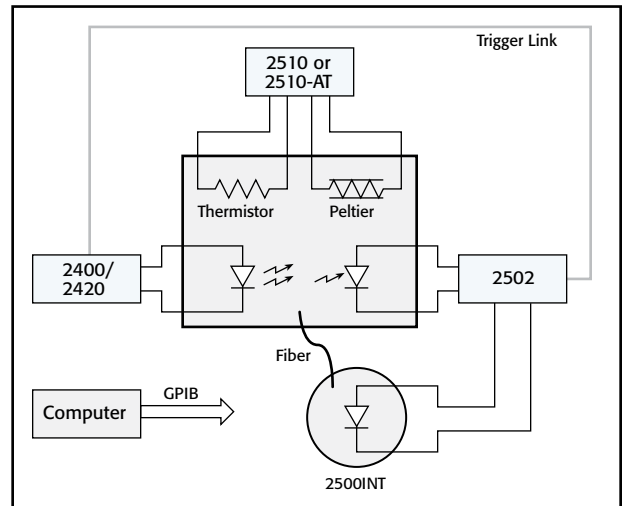 Trigger Link
2510 or
2510-AT
Thermistor
Peltier
2400/
2420
2502
Fiber
GPIB
Computer
2500INT